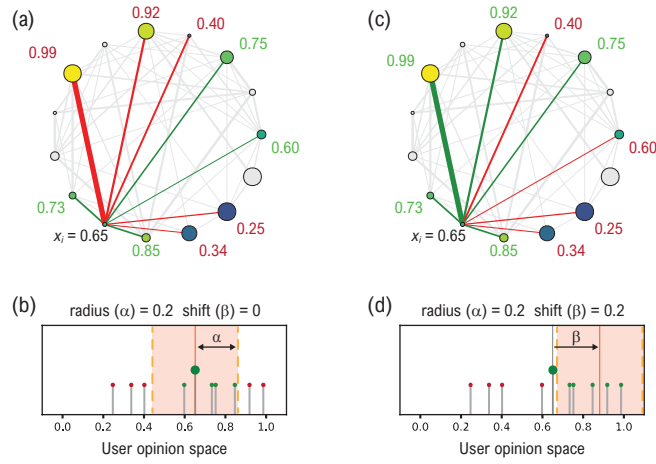 (a)
0.92
0.40
0.75
0.99
0.60
0.25
0.34
0.85
0.73
xᵢ = 0.65
(c)
0.92
0.40
0.75
0.99
0.60
0.25
0.34
0.85
0.73
xᵢ = 0.65
(b)
radius (α) = 0.2 shift (β) = 0
α
0.0 0.2 0.4 0.6 0.8 1.0
User opinion space
(d)
radius (α) = 0.2 shift (β) = 0.2
β
0.0 0.2 0.4 0.6 0.8 1.0
User opinion space